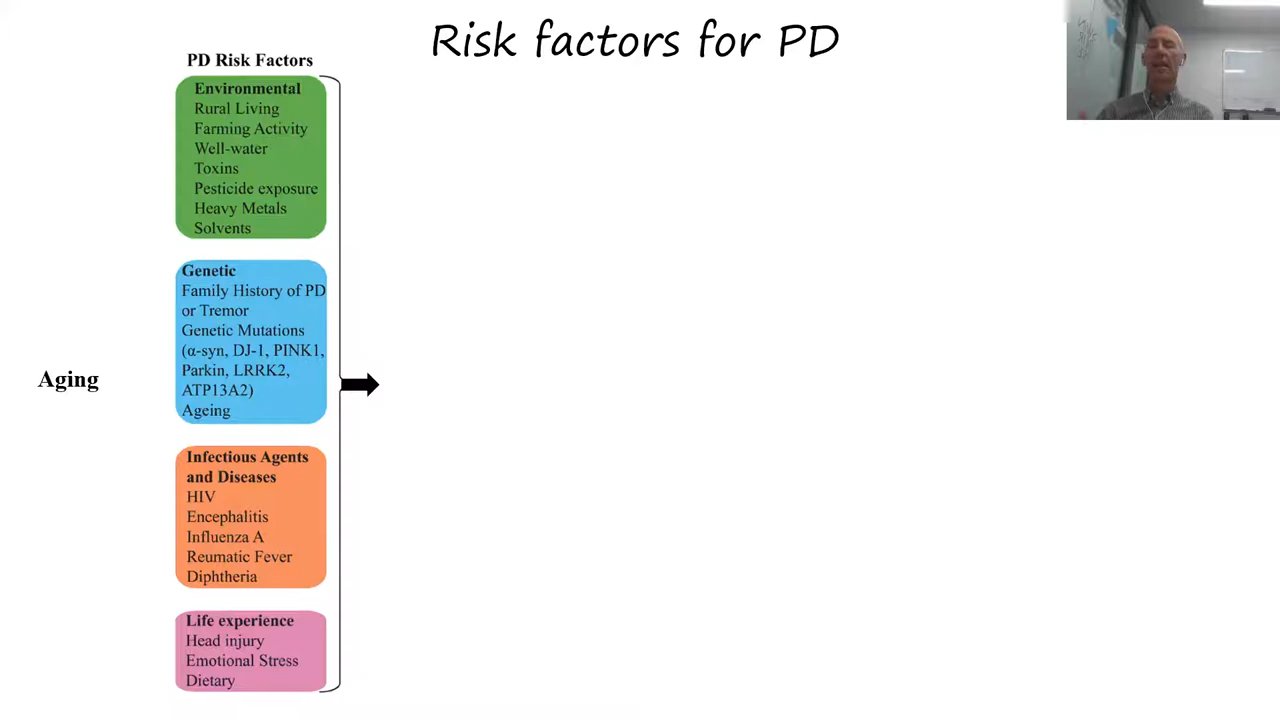 Risk factors for PD
PD Risk Factors
Environmental
Rural Living
Farming Activity
Well-water
Toxins
Pesticide exposure
Heavy Metals
Solvents
Genetic
Family History of PD
or Tremor
Genetic Mutations
(α-syn, DJ-1, PINK1,
Parkin, LRRK2,
ATP13A2)
Ageing
Aging
Infectious Agents
and Diseases
HIV
Encephalitis
Influenza A
Reumatic Fever
Diphtheria
Life experience
Head injury
Emotional Stress
Dietary